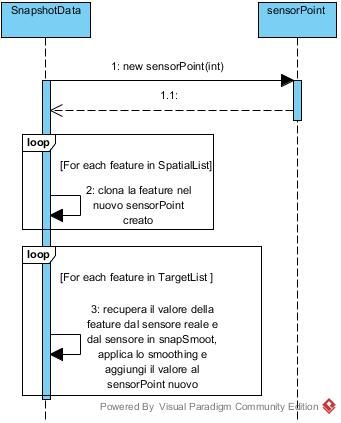 SnapshotData
sensorPoint
1: new sensorPoint(int)
1.1:
loop
[For each feature in SpatialList]
2: clona la feature nel
nuovo sensorPoint
creato
loop
[For each feature in TargetList ]
3: recupera il valore della
feature dal sensore reale e
dal sensore in snapSmoot,
applica lo smoothing e
aggiungi il valore al
sensorPoint nuovo
Powered By Visual Paradigm Community Edition